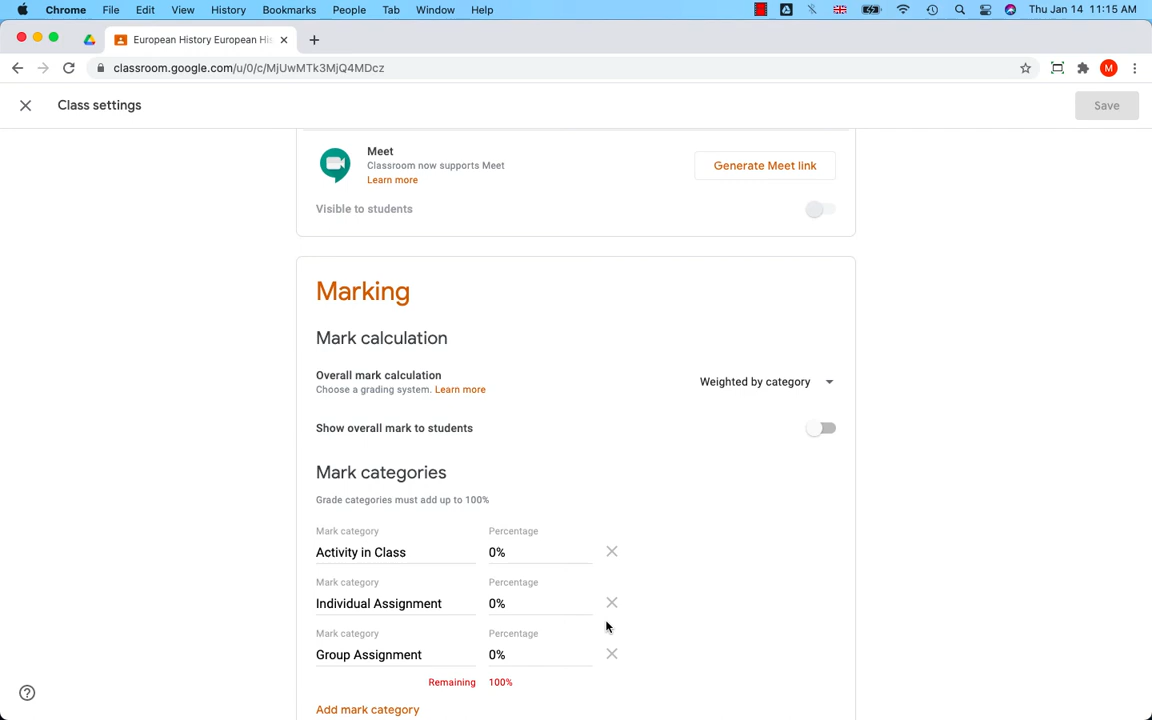 Chrome File Edit View History Bookmarks People Tab Window Help Thu Jan 14 11:15 AM
European History European His
classroom.google.com/u/0/c/MjUwMTk3MjQ4MDcz M
Class settings Save
Meet
Classroom now supports Meet
Learn more
Generate Meet link
Visible to students
Marking
Mark calculation
Overall mark calculation
Choose a grading system. Learn more
Weighted by category
Show overall mark to students
Mark categories
Grade categories must add up to 100%
Mark category Percentage
Activity in Class 0%
Mark category Percentage
Individual Assignment 0%
Mark category Percentage
Group Assignment 0%
Remaining 100%
Add mark category